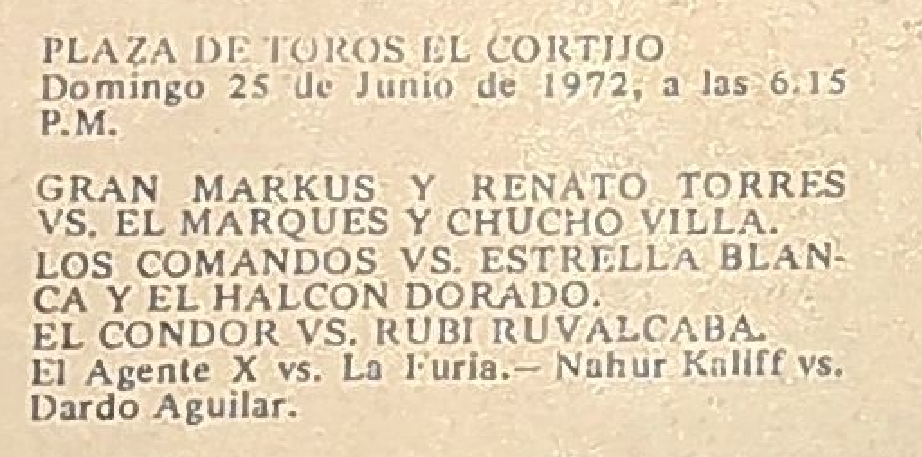 PLAZA DE TOROS EL CORTIJO
Domingo 25 de Junio de 1972, a las 6.15
P.M.
GRAN MARKUS Y RENATO TORRES
VS. EL MARQUES Y CHUCHO VILLA.
LOS COMANDOS VS. ESTRELLA BLAN-
CA Y EL HALCON DORADO.
EL CONDOR VS. RUBI RUVALCABA.
El Agente X vs. La Furia.— Nahur Kaliff vs.
Dardo Aguilar.